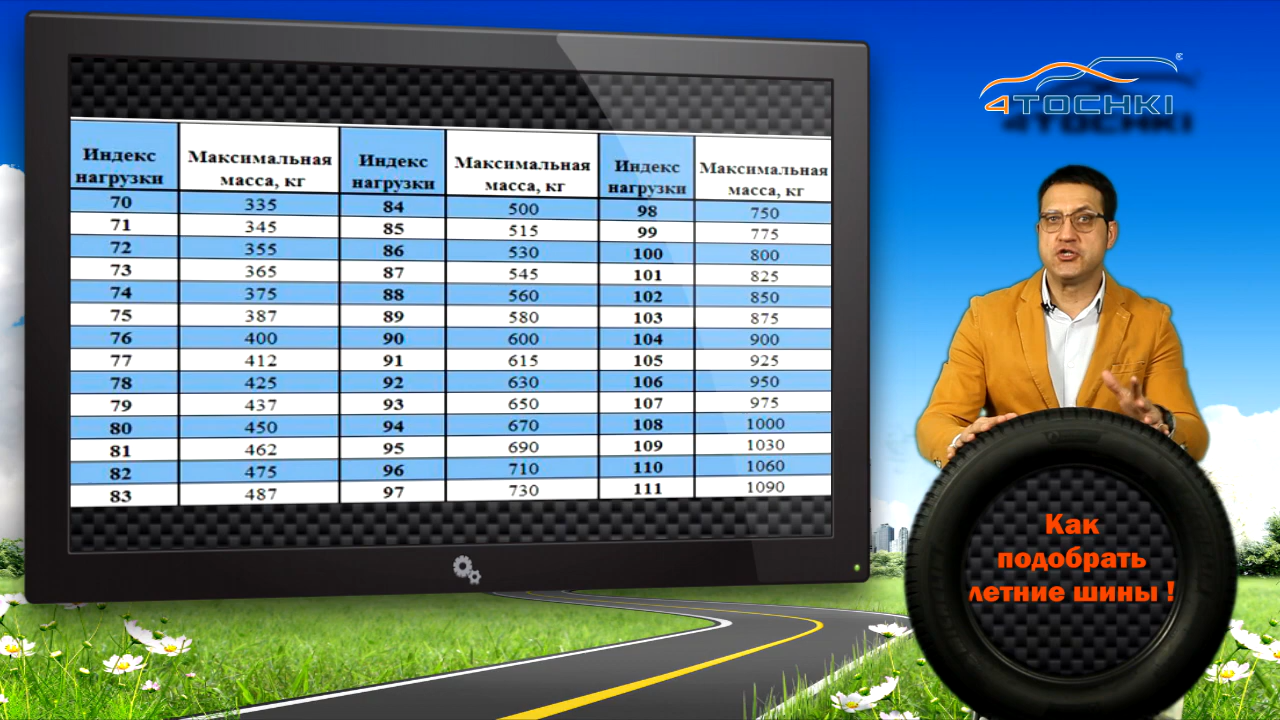 Индекс нагрузки Максимальная масса, кг Индекс нагрузки Максимальная масса, кг Индекс нагрузки Максимальная масса, кг
70 335 84 500 98 750
71 345 85 515 99 775
72 355 86 530 100 800
73 365 87 545 101 825
74 375 88 560 102 850
75 387 89 580 103 875
76 400 90 600 104 900
77 412 91 615 105 925
78 425 92 630 106 950
79 437 93 650 107 975
80 450 94 670 108 1000
81 462 95 690 109 1030
82 475 96 710 110 1060
83 487 97 730 111 1090
4TOCHKI
Как
подобрать
летние шины !